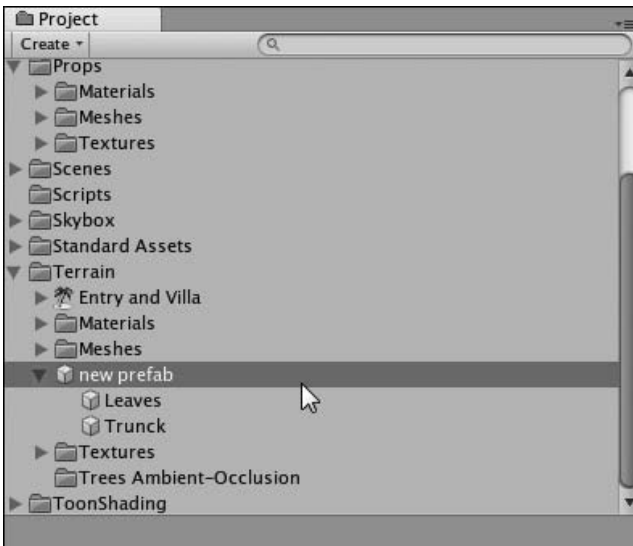 Project
Create
Props
Materials
Meshes
Textures
Scenes
Scripts
Skybox
Standard Assets
Terrain
Entry and Villa
Materials
Meshes
new prefab
Leaves
Trunck
Textures
Trees Ambient-Occlusion
ToonShading